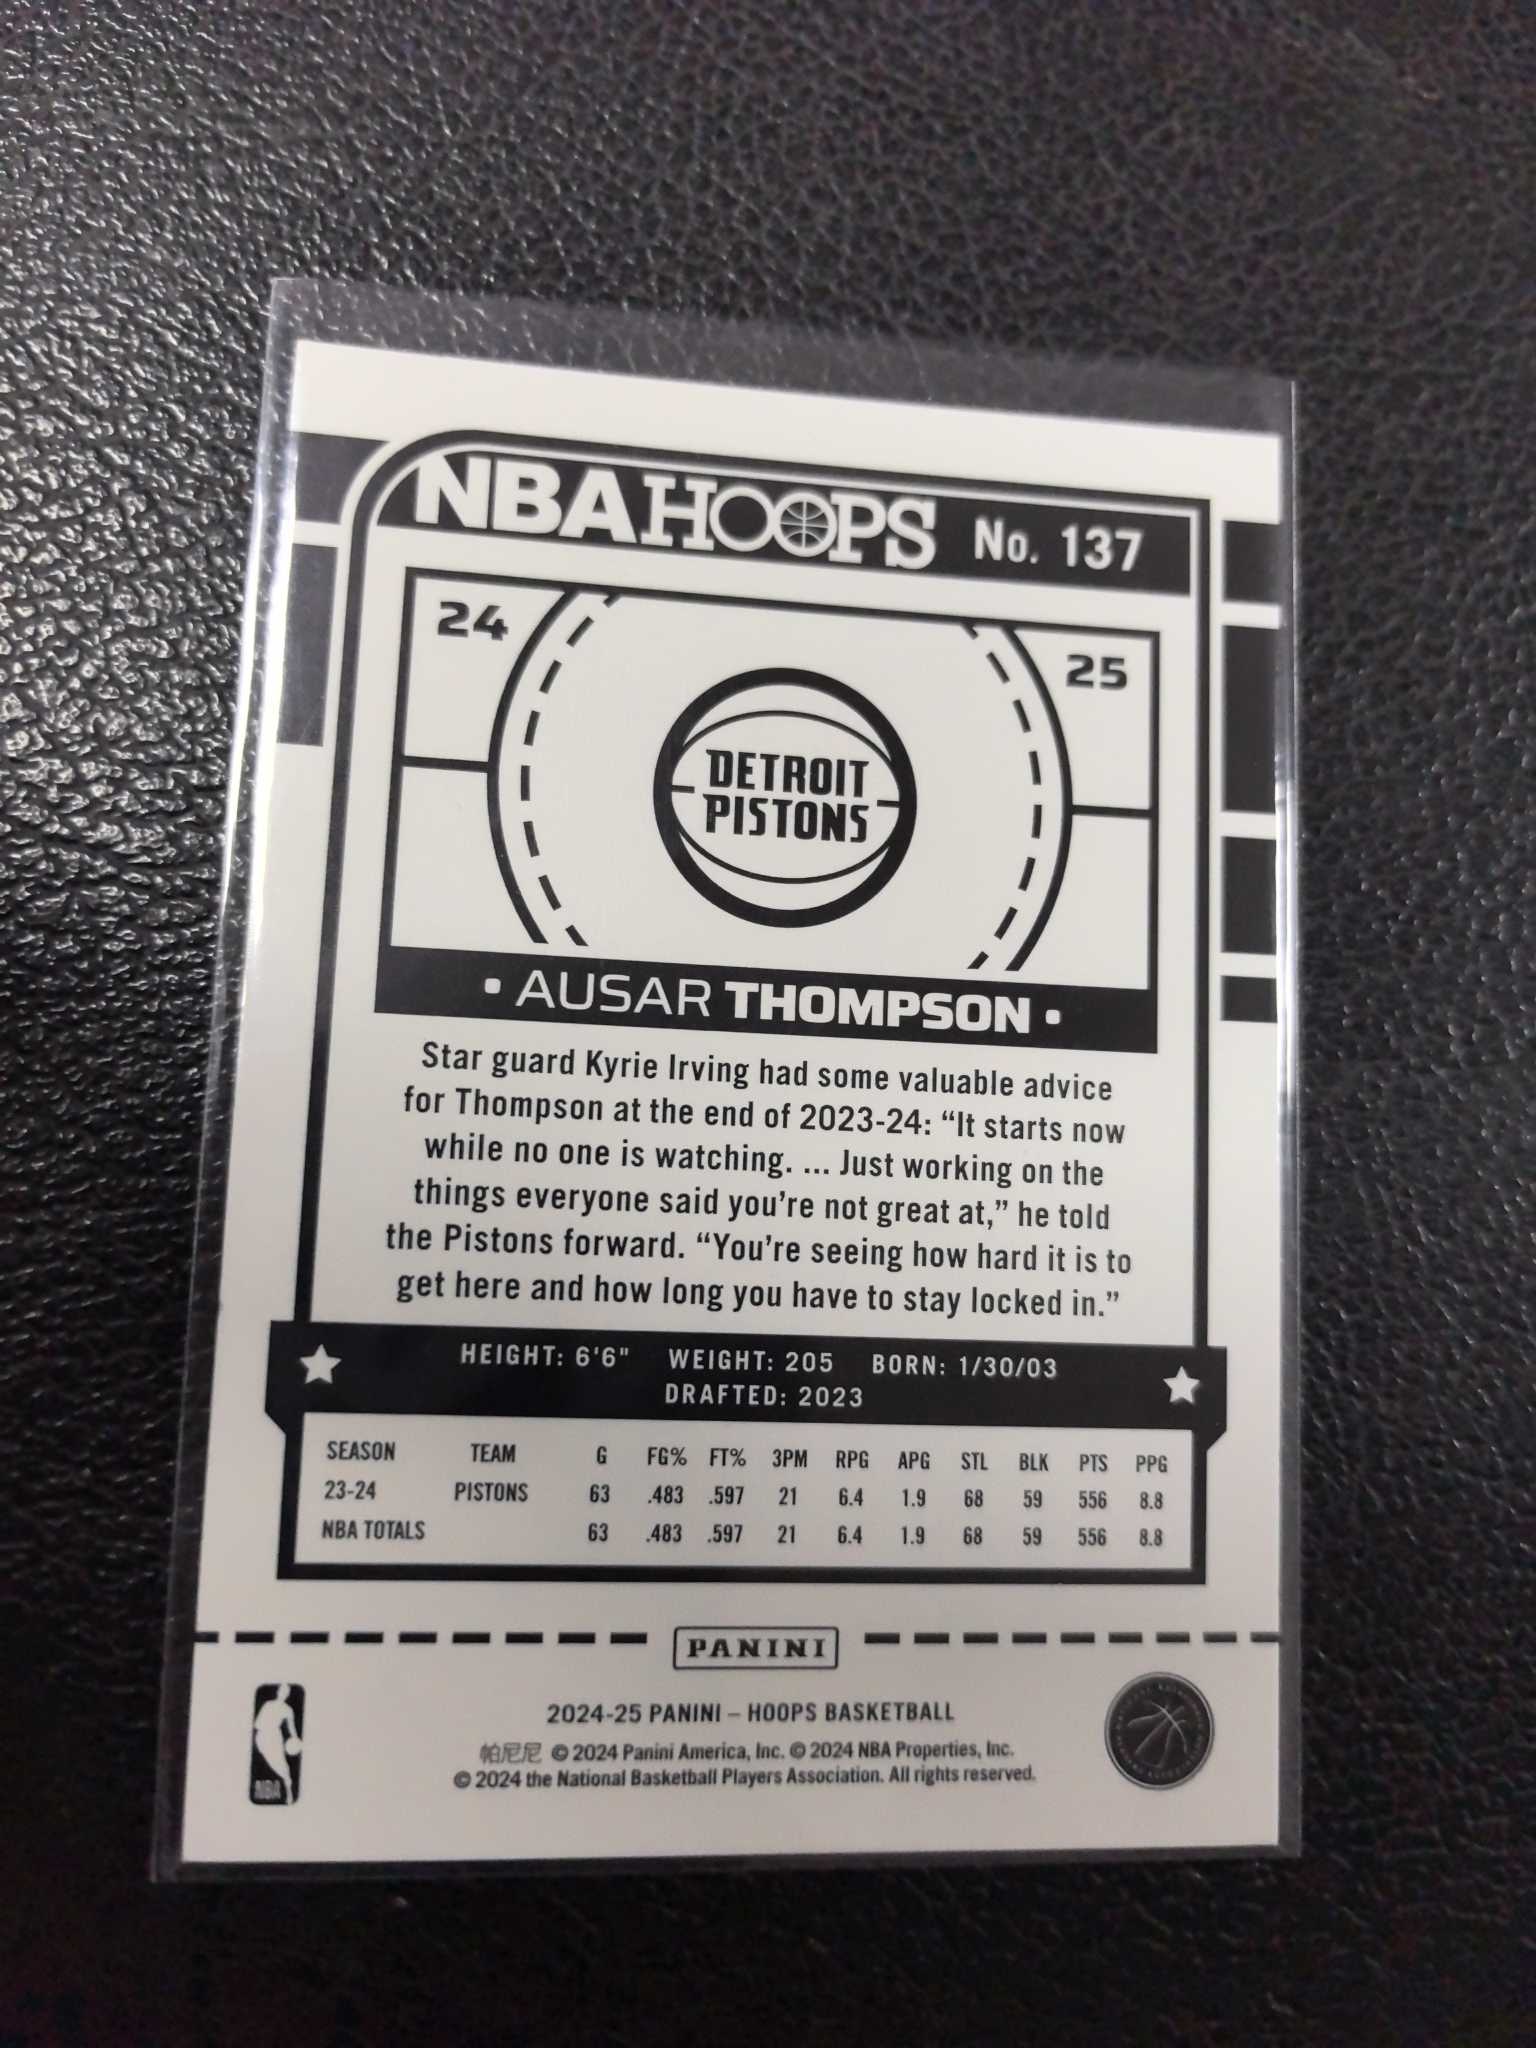 NBA HOOPS No. 137
24
25
DETROIT
PISTONS
• AUSAR THOMPSON •
Star guard Kyrie Irving had some valuable advice
for Thompson at the end of 2023-24: “It starts now
while no one is watching. ... Just working on the
things everyone said you’re not great at,” he told
the Pistons forward. “You’re seeing how hard it is to
get here and how long you have to stay locked in.”
HEIGHT: 6'6" WEIGHT: 205 BORN: 1/30/03
DRAFTED: 2023
SEASON TEAM G FG% FT% 3PM RPG APG STL BLK PTS PPG
23-24 PISTONS 63 .483 .597 21 6.4 1.9 68 59 556 8.8
NBA TOTALS 63 .483 .597 21 6.4 1.9 68 59 556 8.8
PANINI
2024-25 PANINI – HOOPS BASKETBALL
帕尼尼 © 2024 Panini America, Inc. © 2024 NBA Properties, Inc.
© 2024 the National Basketball Players Association. All rights reserved.
NBA